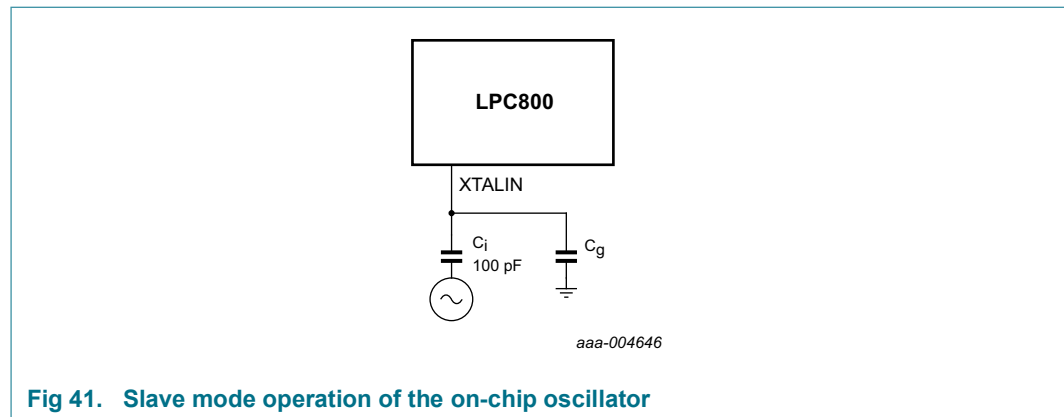 LPC800
XTALIN
Ci
100 pF
Cg
aaa-004646
Fig 41. Slave mode operation of the on-chip oscillator